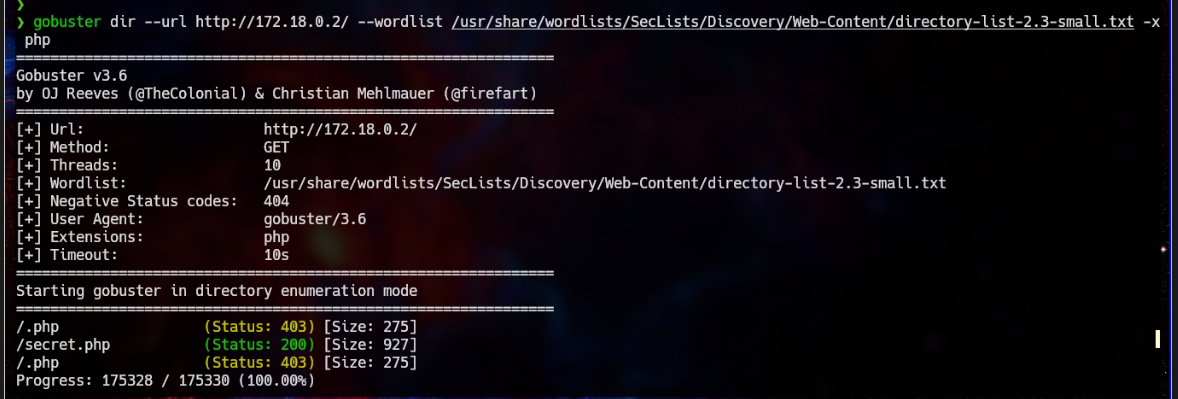 ❯
❯ gobuster dir --url http://172.18.0.2/ --wordlist /usr/share/wordlists/SecLists/Discovery/Web-Content/directory-list-2.3-small.txt -x
php
===============================================================
Gobuster v3.6
by OJ Reeves (@TheColonial) & Christian Mehlmauer (@firefart)
===============================================================
[+] Url:                     http://172.18.0.2/
[+] Method:                  GET
[+] Threads:                 10
[+] Wordlist:                /usr/share/wordlists/SecLists/Discovery/Web-Content/directory-list-2.3-small.txt
[+] Negative Status codes:   404
[+] User Agent:              gobuster/3.6
[+] Extensions:              php
[+] Timeout:                 10s
===============================================================
Starting gobuster in directory enumeration mode
===============================================================
/.php                 (Status: 403) [Size: 275]
/secret.php           (Status: 200) [Size: 927]
/.php                 (Status: 403) [Size: 275]
Progress: 175328 / 175330 (100.00%)